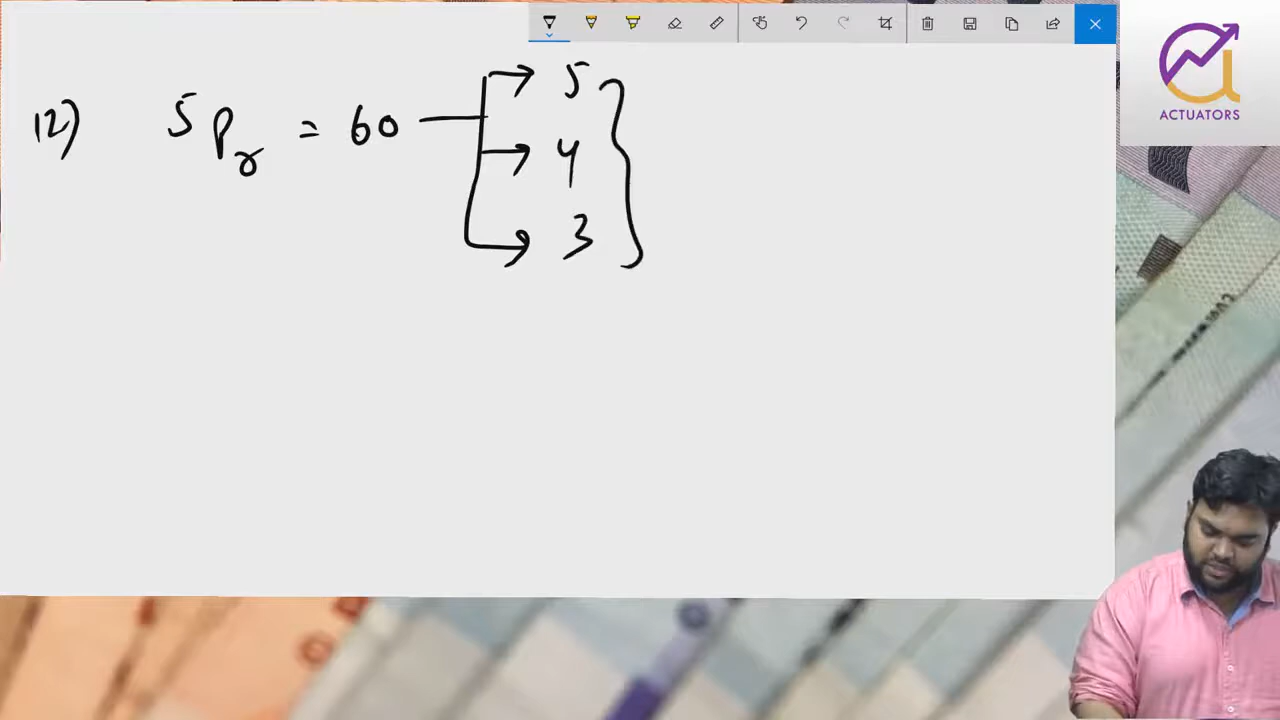 12) 5Pr = 60 → 5
→ 4
→ 3
ACTUATORS